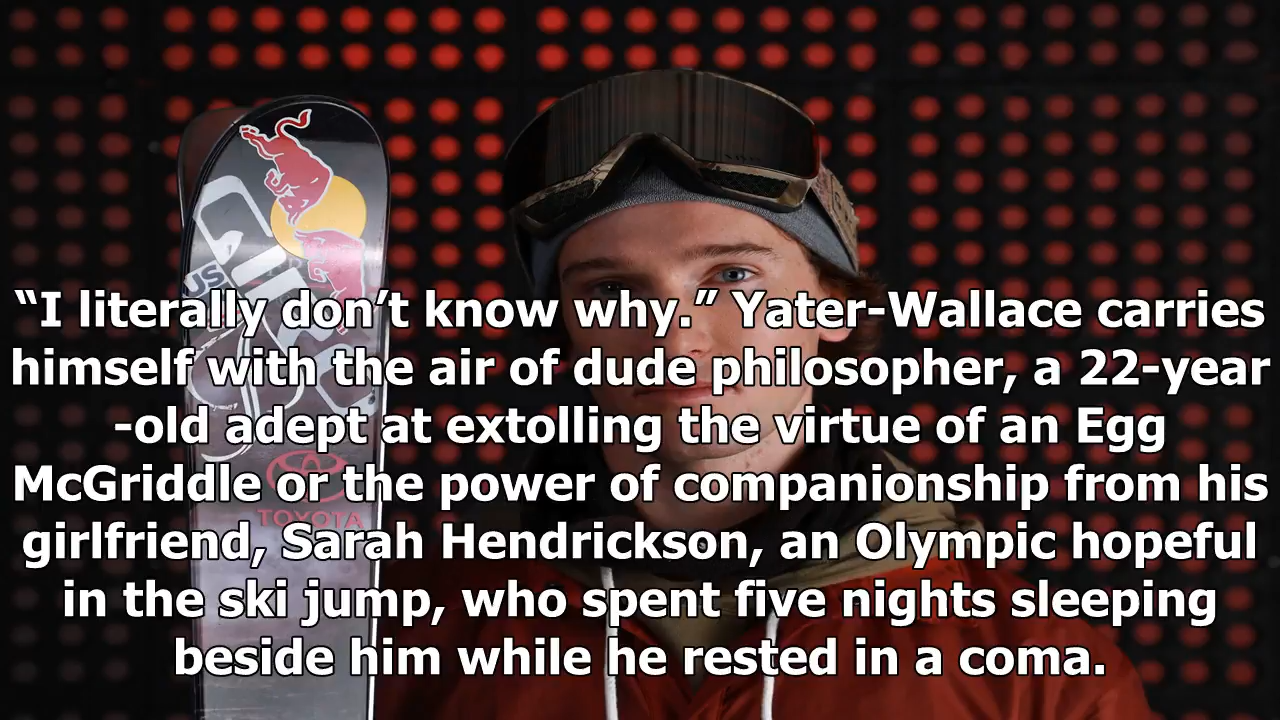 US
TOYOTA
“I literally don’t know why.” Yater-Wallace carries
himself with the air of dude philosopher, a 22-year
-old adept at extolling the virtue of an Egg
McGriddle or the power of companionship from his
girlfriend, Sarah Hendrickson, an Olympic hopeful
in the ski jump, who spent five nights sleeping
beside him while he rested in a coma.